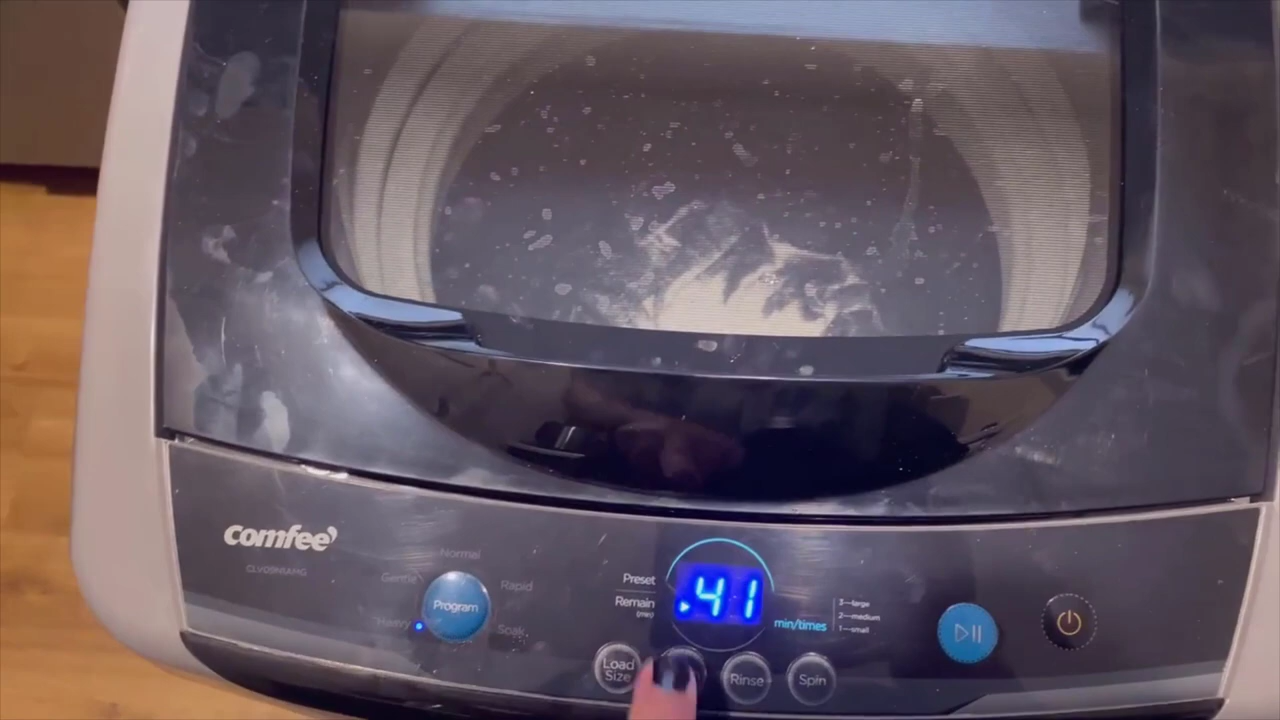 comfee'
Normal
Gentle
Rapid
Program
Heavy
Soak
Preset
Remain
(min)
41
min/times
3—large
2—medium
1—small
Load
Size
Rinse
Spin